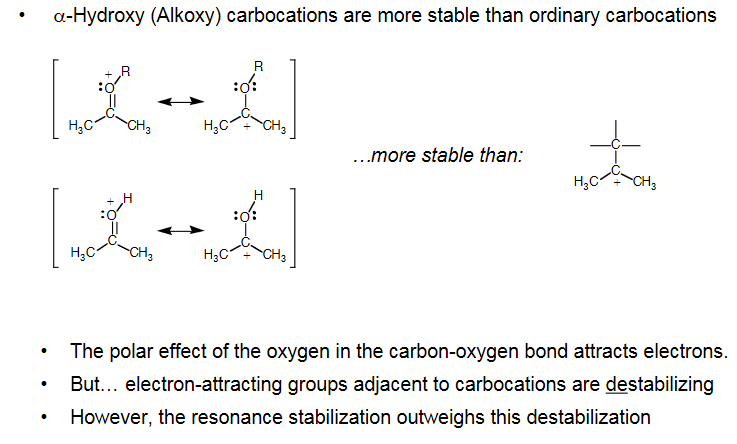 • α-Hydroxy (Alkoxy) carbocations are more stable than ordinary carbocations
+ R
:O
C
H₃C CH₃
R
:O:
C
H₃C + CH₃
…more stable than:
C
C
H₃C + CH₃
+ H
:O
C
H₃C CH₃
H
:O:
C
H₃C + CH₃
• The polar effect of the oxygen in the carbon-oxygen bond attracts electrons.
• But… electron-attracting groups adjacent to carbocations are destabilizing
• However, the resonance stabilization outweighs this destabilization